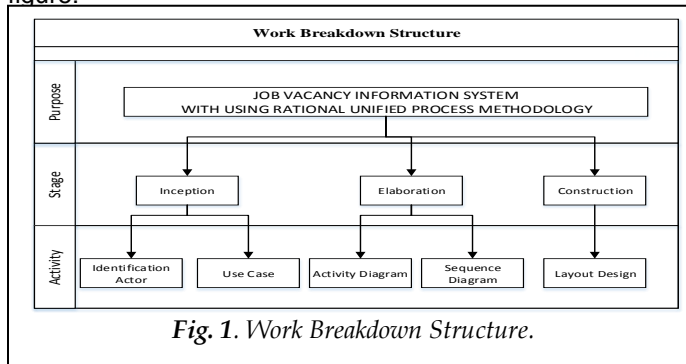 figure.
Work Breakdown Structure
Purpose
JOB VACANCY INFORMATION SYSTEM
WITH USING RATIONAL UNIFIED PROCESS METHODOLOGY
Stage
Inception
Elaboration
Construction
Activity
Identification
Actor
Use Case
Activity Diagram
Sequence
Diagram
Layout Design
Fig. 1. Work Breakdown Structure.